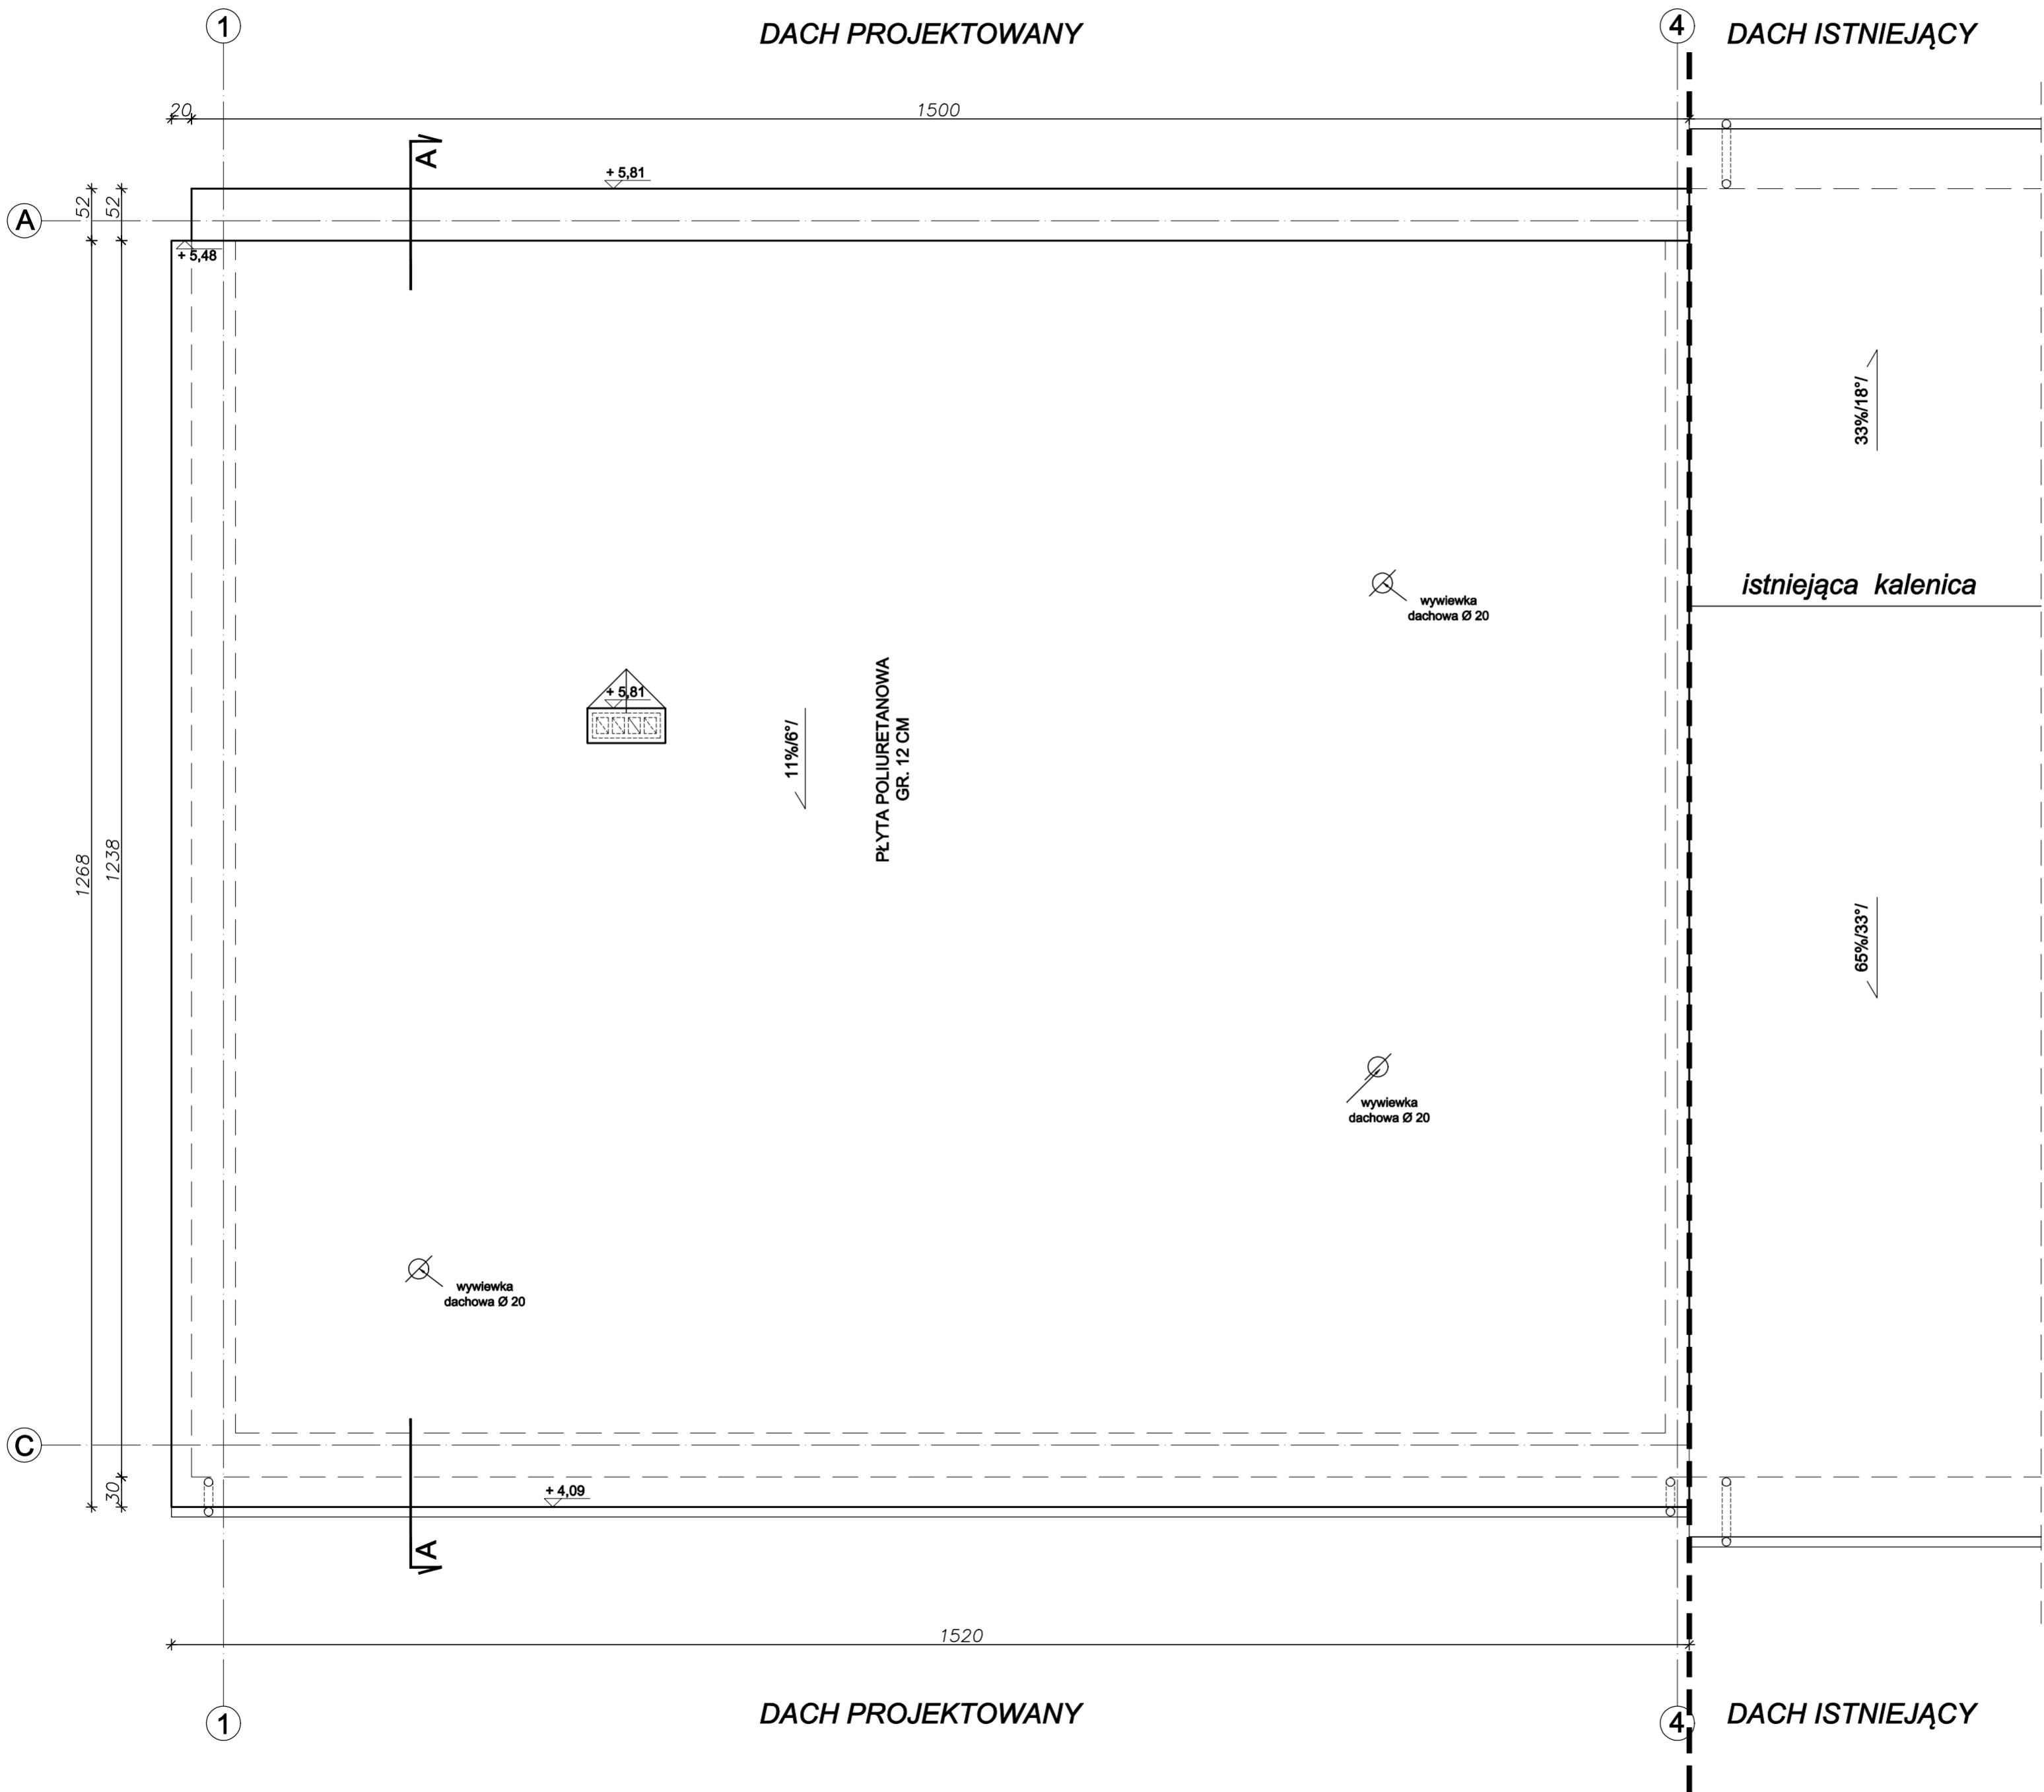 1
DACH PROJEKTOWANY
4
DACH ISTNIEJĄCY
20
1500
A
+ 5,81
52
52
A
+ 5,48
33%/18°/
istniejąca kalenica
wywiewka
dachowa Ø 20
+ 5,81
11%/6°/
PŁYTA POLIURETANOWA
GR. 12 CM
1268
1238
65%/33°/
wywiewka
dachowa Ø 20
wywiewka
dachowa Ø 20
C
30
+ 4,09
A
1520
1
DACH PROJEKTOWANY
4
DACH ISTNIEJĄCY